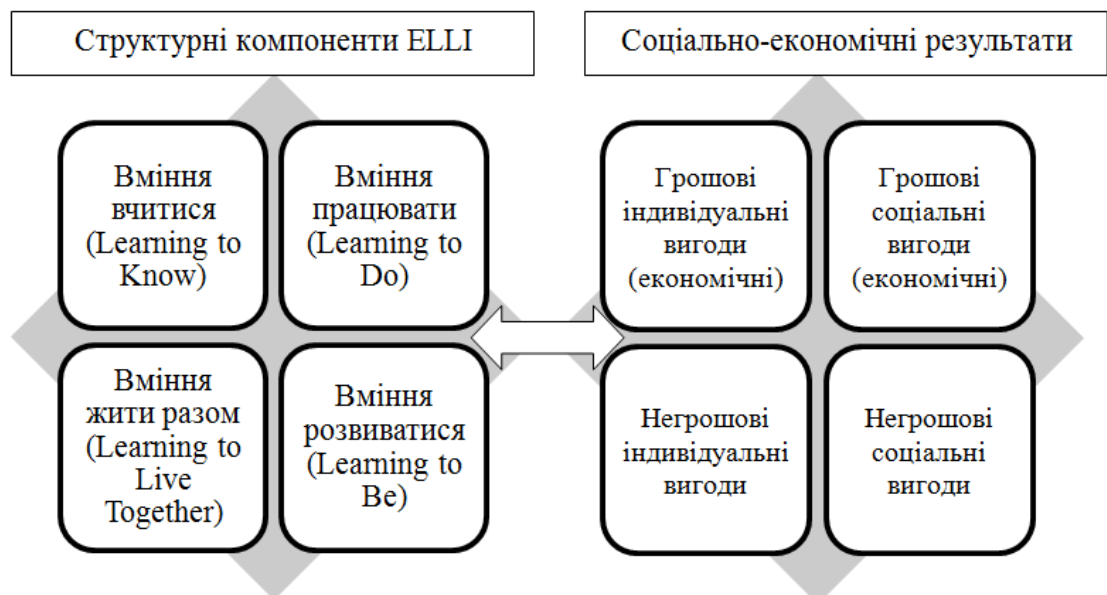 Структурні компоненти ELLI
Соціально-економічні результати
Вміння
вчитися
(Learning to
Know)
Вміння
працювати
(Learning to
Do)
Вміння
жити разом
(Learning to
Live
Together)
Вміння
розвиватися
(Learning to
Be)
Грошові
індивідуальні
вигоди
(економічні)
Грошові
соціальні
вигоди
(економічні)
Негрошові
індивідуальні
вигоди
Негрошові
соціальні
вигоди